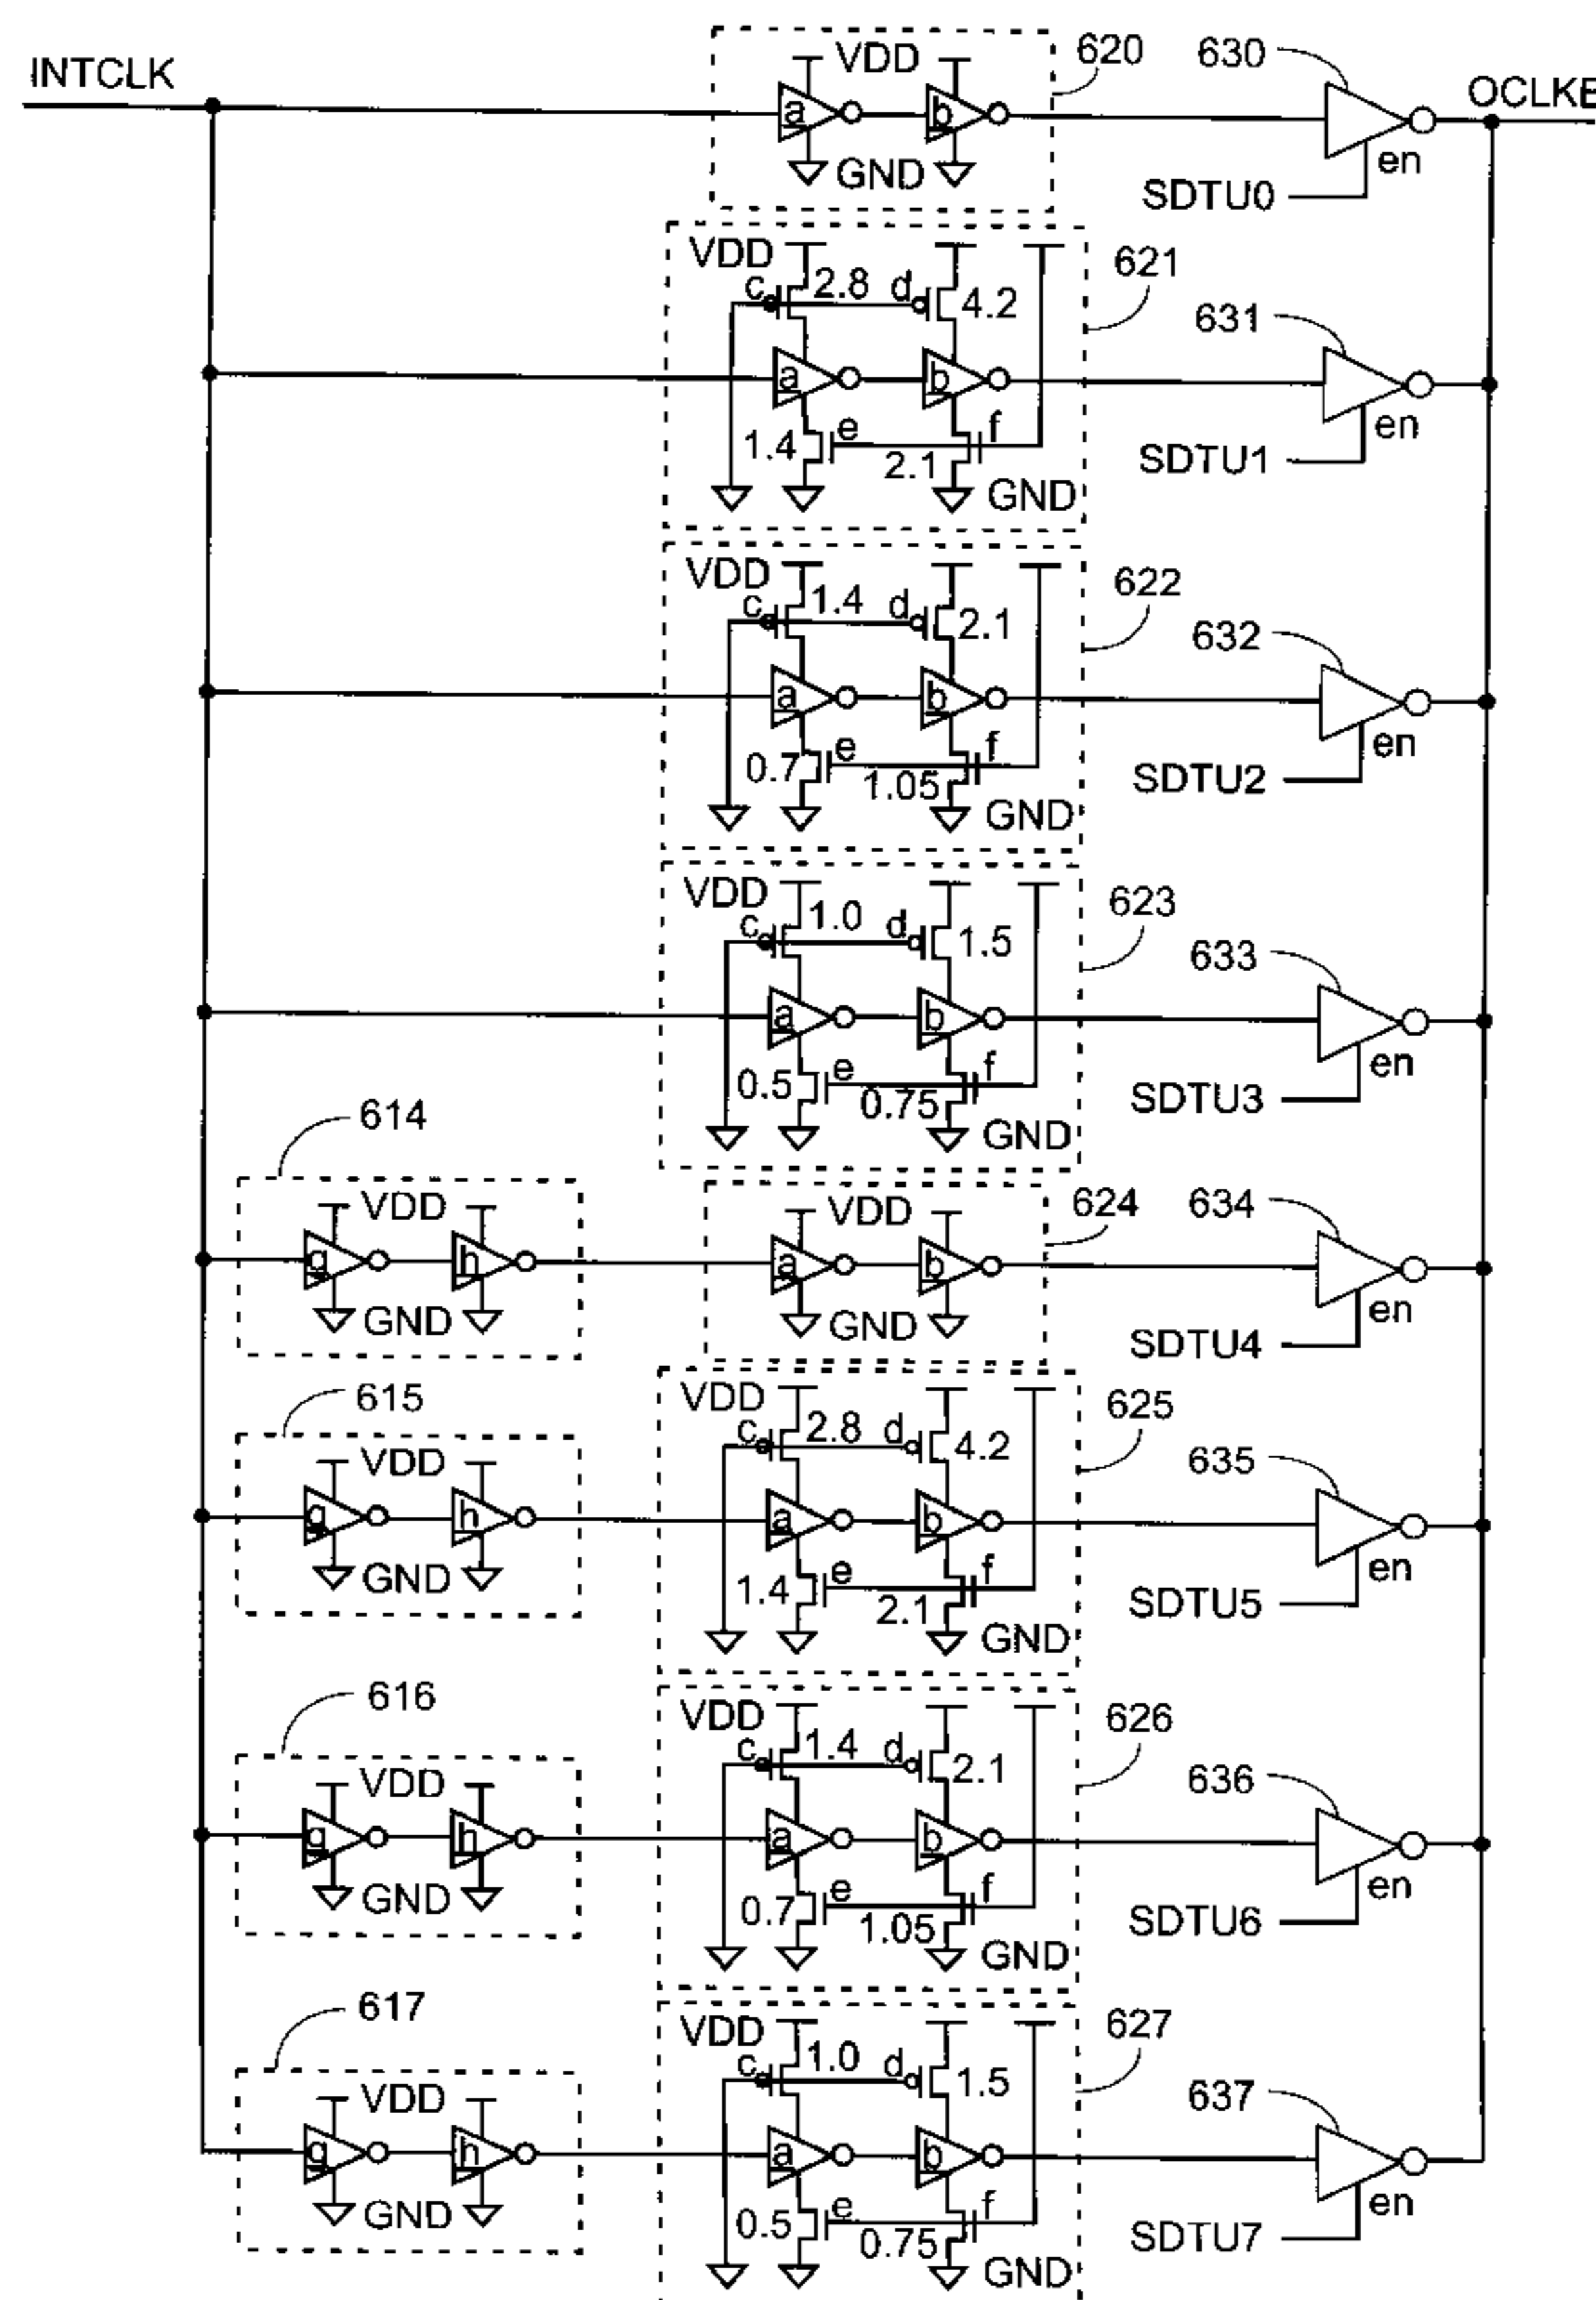 INTCLK
VDD
620
630
OCLKE
a
b
GND
en
SDTU0
VDD
c
2.8
d
4.2
621
631
a
b
1.4
e
2.1
f
en
SDTU1
GND
VDD
c
1.4
d
2.1
622
632
a
b
0.7
e
1.05
f
en
SDTU2
GND
VDD
c
1.0
d
1.5
623
633
a
b
0.5
e
0.75
f
en
SDTU3
GND
614
VDD
g
h
GND
VDD
624
634
a
b
GND
en
SDTU4
615
VDD
g
h
GND
VDD
c
2.8
d
4.2
625
635
a
b
1.4
e
2.1
f
en
SDTU5
GND
616
VDD
g
h
GND
VDD
c
1.4
d
2.1
626
636
a
b
0.7
e
1.05
f
en
SDTU6
GND
617
VDD
g
h
GND
VDD
c
1.0
d
1.5
627
637
a
b
0.5
e
0.75
f
en
SDTU7
GND